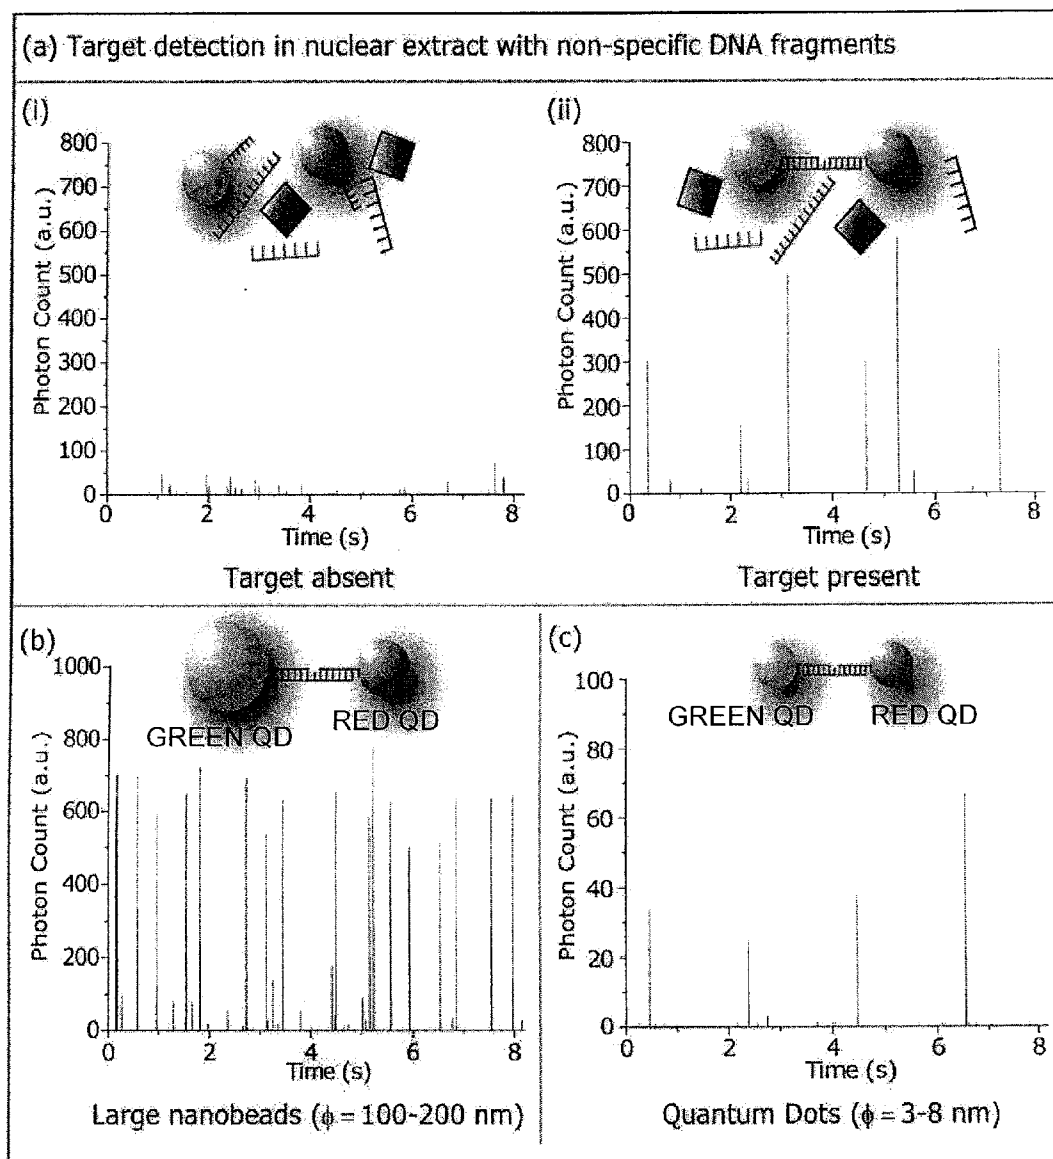 (a) Target detection in nuclear extract with non-specific DNA fragments
(i)
800
700
600
500
400
300
200
100
0
Photon Count (a.u.)
0 2 4 6 8
Time (s)
Target absent
(ii)
800
700
600
500
400
300
200
100
0
Photon Count (a.u.)
0 2 4 6 8
Time (s)
Target present
(b)
1000
800
600
400
200
0
Photon Count (a.u.)
GREEN QD
RED QD
0 2 4 6 8
Time (s)
Large nanobeads (ϕ = 100-200 nm)
(c)
100
80
60
40
20
0
Photon Count (a.u.)
GREEN QD
RED QD
0 2 4 6 8
Time (s)
Quantum Dots (ϕ = 3-8 nm)